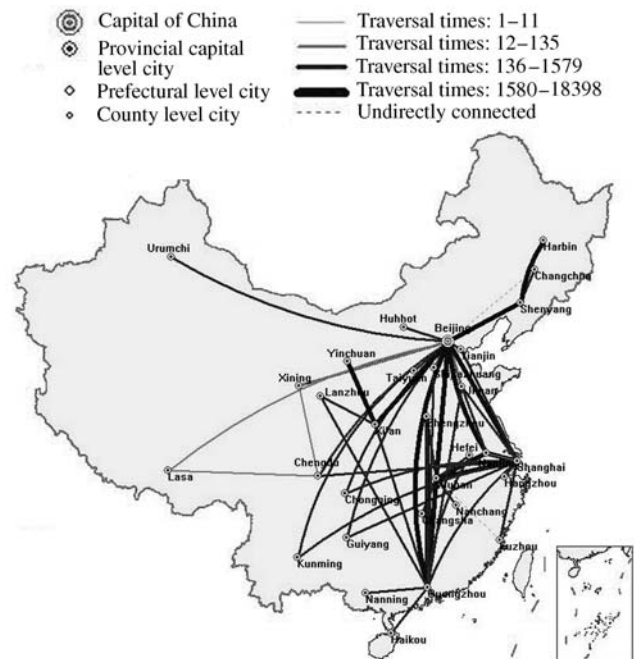 Capital of China
Provincial capital
level city
Prefectural level city
County level city
Traversal times: 1–11
Traversal times: 12–135
Traversal times: 136–1579
Traversal times: 1580–18398
Undirectly connected
Harbin
Urumchi
Changchun
Shenyang
Huhhot
Beijing
Yinchuan
Tianjin
Taiyuan
Xining
Lanzhou
Jinan
Zhengzhou
Xian
Hefei
Chengdu
Shanghai
Lasa
Wuhan
Hangzhou
Chongqing
Nanchang
Changsha
Guiyang
Fuzhou
Kunming
Nanning
Guangzhou
Haikou